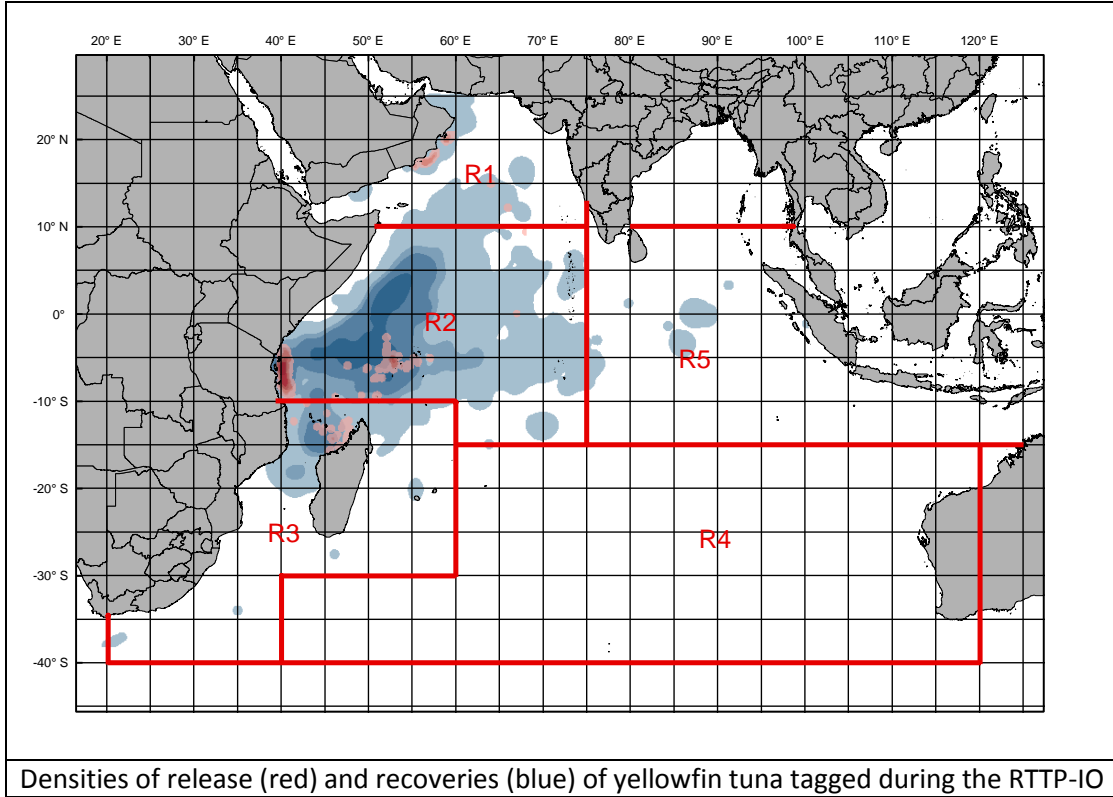 20° E 30° E 40° E 50° E 60° E 70° E 80° E 90° E 100° E 110° E 120° E
20° N
R1
10° N
0°
R2
R5
-10° S
-20° S
R3
R4
-30° S
-40° S
Densities of release (red) and recoveries (blue) of yellowfin tuna tagged during the RTTP-IO